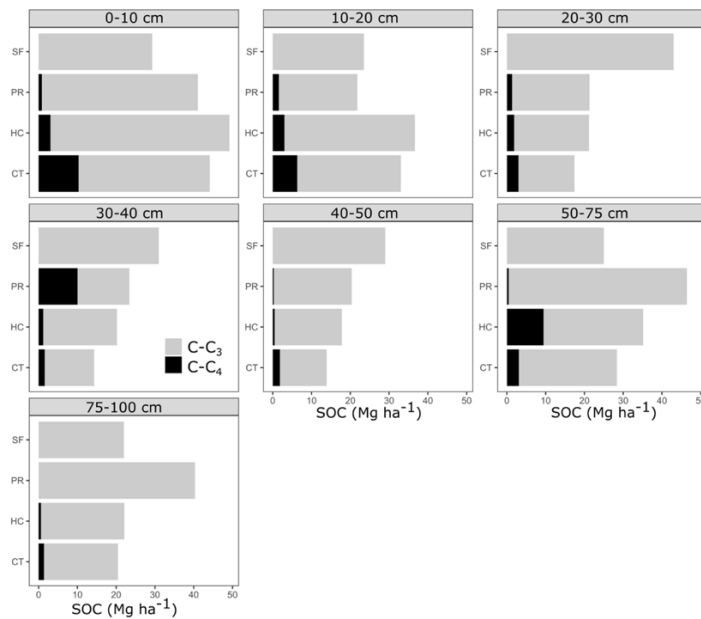 0-10 cm 10-20 cm 20-30 cm
SF SF SF
PR PR PR
HC HC HC
CT CT CT
30-40 cm 40-50 cm 50-75 cm
SF SF SF
PR PR PR
HC HC HC
CT CT CT
C-C₃
C-C₄
0 10 20 30 40 50 0 10 20 30 40 50
SOC (Mg ha⁻¹) SOC (Mg ha⁻¹)
75-100 cm
SF
PR
HC
CT
0 10 20 30 40 50
SOC (Mg ha⁻¹)